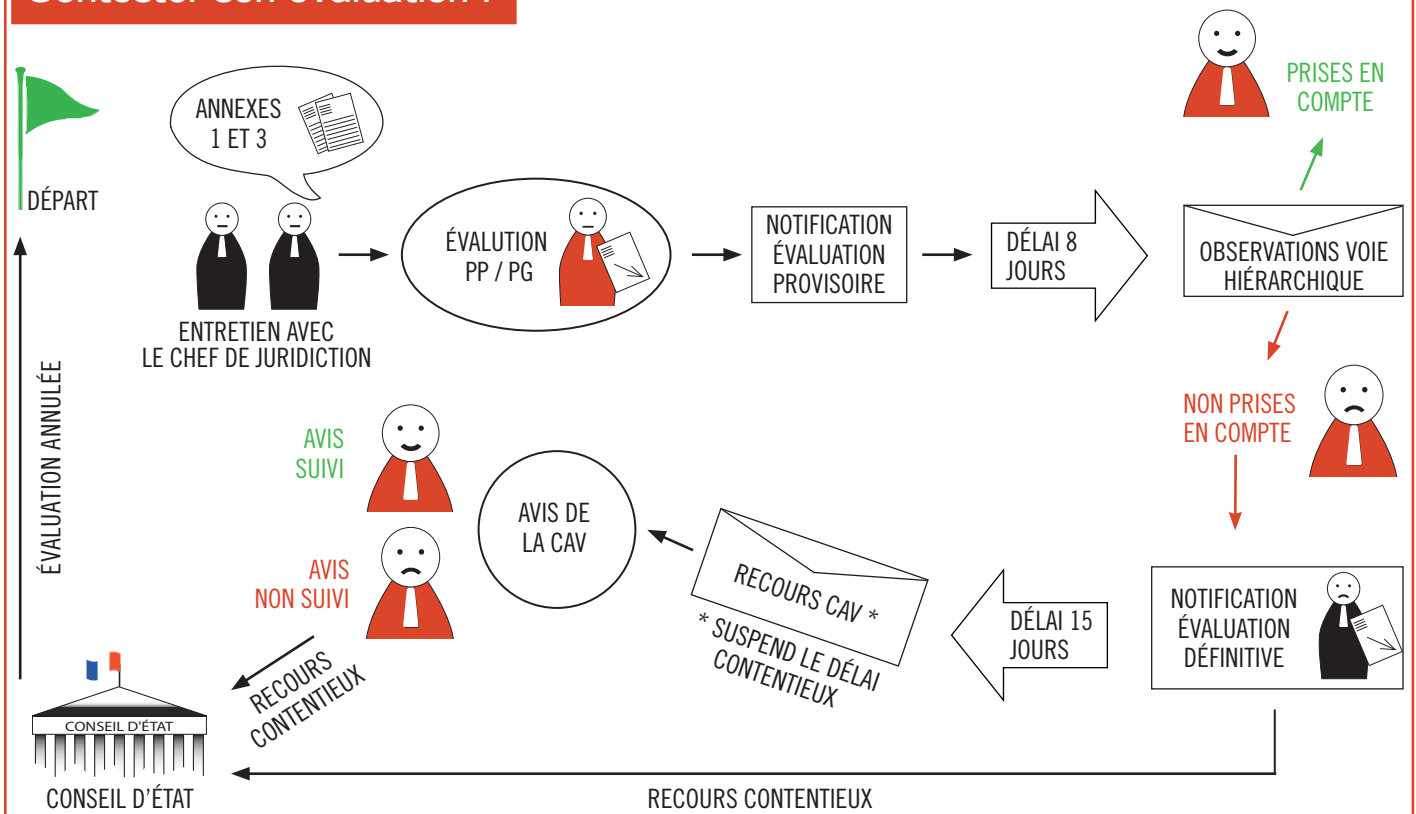 DÉPART
ANNEXES
1 ET 3
ENTRETIEN AVEC
LE CHEF DE JURIDICTION
ÉVALUTION
PP / PG
NOTIFICATION
ÉVALUATION
PROVISOIRE
DÉLAI 8
JOURS
OBSERVATIONS VOIE
HIÉRARCHIQUE
PRISES EN
COMPTE
NON PRISES
EN COMPTE
NOTIFICATION
ÉVALUATION
DÉFINITIVE
DÉLAI 15
JOURS
RECOURS CAV *
* SUSPEND LE DÉLAI
CONTENTIEUX
AVIS DE
LA CAV
AVIS
SUIVI
AVIS
NON SUIVI
RECOURS
CONTENTIEUX
RECOURS CONTENTIEUX
CONSEIL D'ÉTAT
CONSEIL D'ÉTAT
ÉVALUATION ANNULÉE